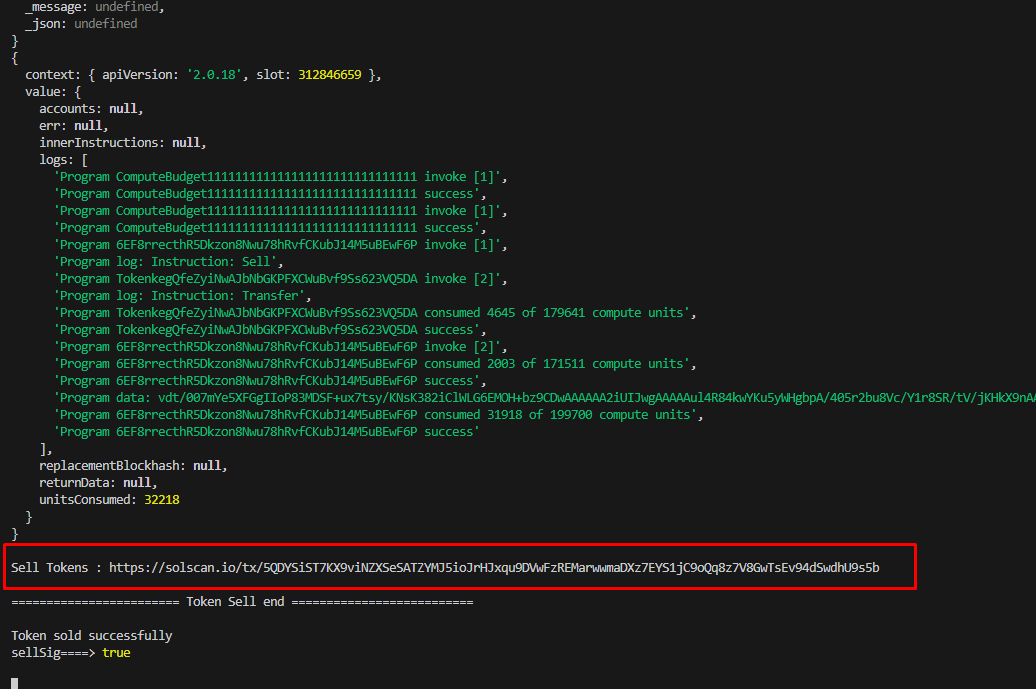 _message: undefined,
_json: undefined
}
{
context: { apiVersion: '2.0.18', slot: 312846659 },
value: {
accounts: null,
err: null,
innerInstructions: null,
logs: [
'Program ComputeBudget111111111111111111111111111111 invoke [1]',
'Program ComputeBudget111111111111111111111111111111 success',
'Program ComputeBudget111111111111111111111111111111 invoke [1]',
'Program ComputeBudget111111111111111111111111111111 success',
'Program 6EF8rrecthR5Dkzon8Nwu78hRvfCKubJ14M5uBEwF6P invoke [1]',
'Program log: Instruction: Sell',
'Program TokenkegQfeZyiNwAJbNbGKPFXCWuBvf9Ss623VQ5DA invoke [2]',
'Program log: Instruction: Transfer',
'Program TokenkegQfeZyiNwAJbNbGKPFXCWuBvf9Ss623VQ5DA consumed 4645 of 179641 compute units',
'Program TokenkegQfeZyiNwAJbNbGKPFXCWuBvf9Ss623VQ5DA success',
'Program 6EF8rrecthR5Dkzon8Nwu78hRvfCKubJ14M5uBEwF6P invoke [2]',
'Program 6EF8rrecthR5Dkzon8Nwu78hRvfCKubJ14M5uBEwF6P consumed 2003 of 171511 compute units',
'Program 6EF8rrecthR5Dkzon8Nwu78hRvfCKubJ14M5uBEwF6P success',
'Program data: vdt/007mYe5XFGgIIoP83MDSF+ux7tsy/KNsK382iClWLG6EMOH+bz9CDwAAAAAA2iUIJwgAAAAAul4R84kwYKu5yWHgbpA/405r2bu8Vc/Y1r8SR/tV/jKHkX9nAA
'Program 6EF8rrecthR5Dkzon8Nwu78hRvfCKubJ14M5uBEwF6P consumed 31918 of 199700 compute units',
'Program 6EF8rrecthR5Dkzon8Nwu78hRvfCKubJ14M5uBEwF6P success'
],
replacementBlockhash: null,
returnData: null,
unitsConsumed: 32218
}
}
Sell Tokens : https://solscan.io/tx/5QDYSiST7KX9viNZXSeSATZYMJ5ioJrHJxqu9DVwFzREMarwwmaDXz7EYS1jC9oQq8z7V8GwTsEv94dSwdhU9s5b
======================== Token Sell end ==========================
Token sold successfully
sellSig====> true